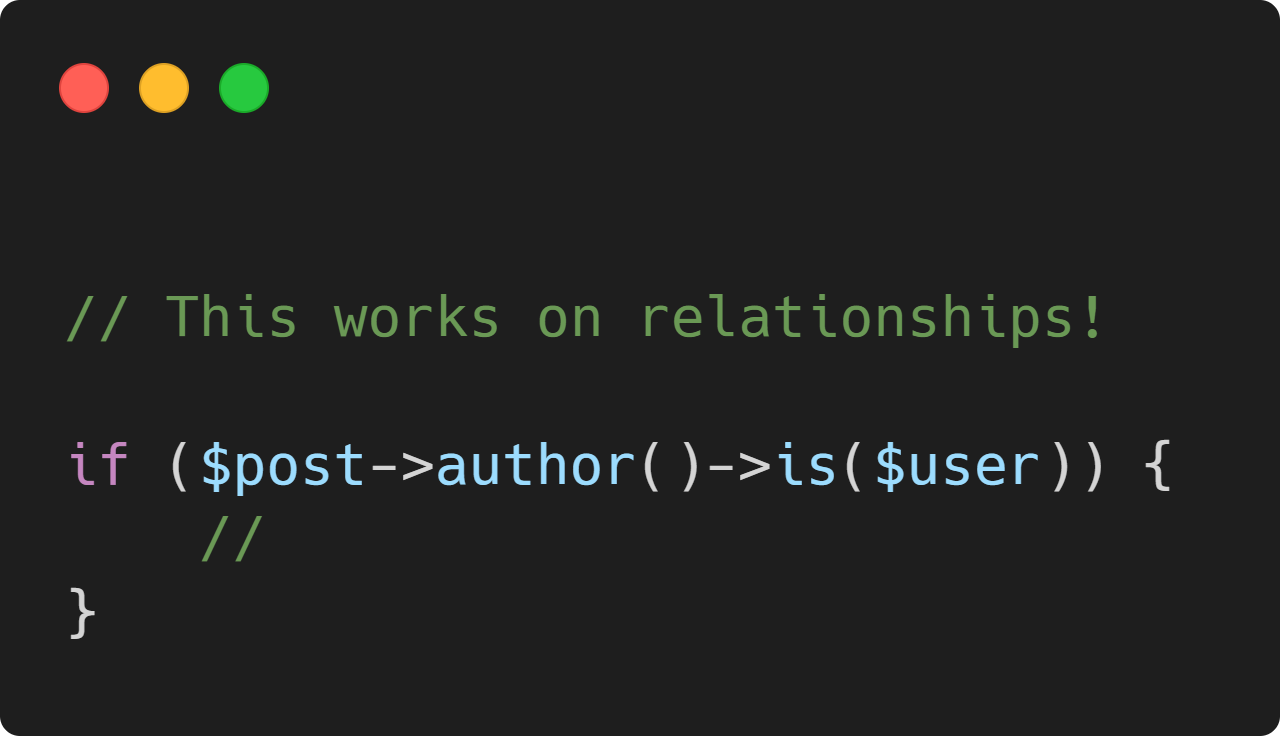 // This works on relationships!
if ($post->author()->is($user)) {
    //
}